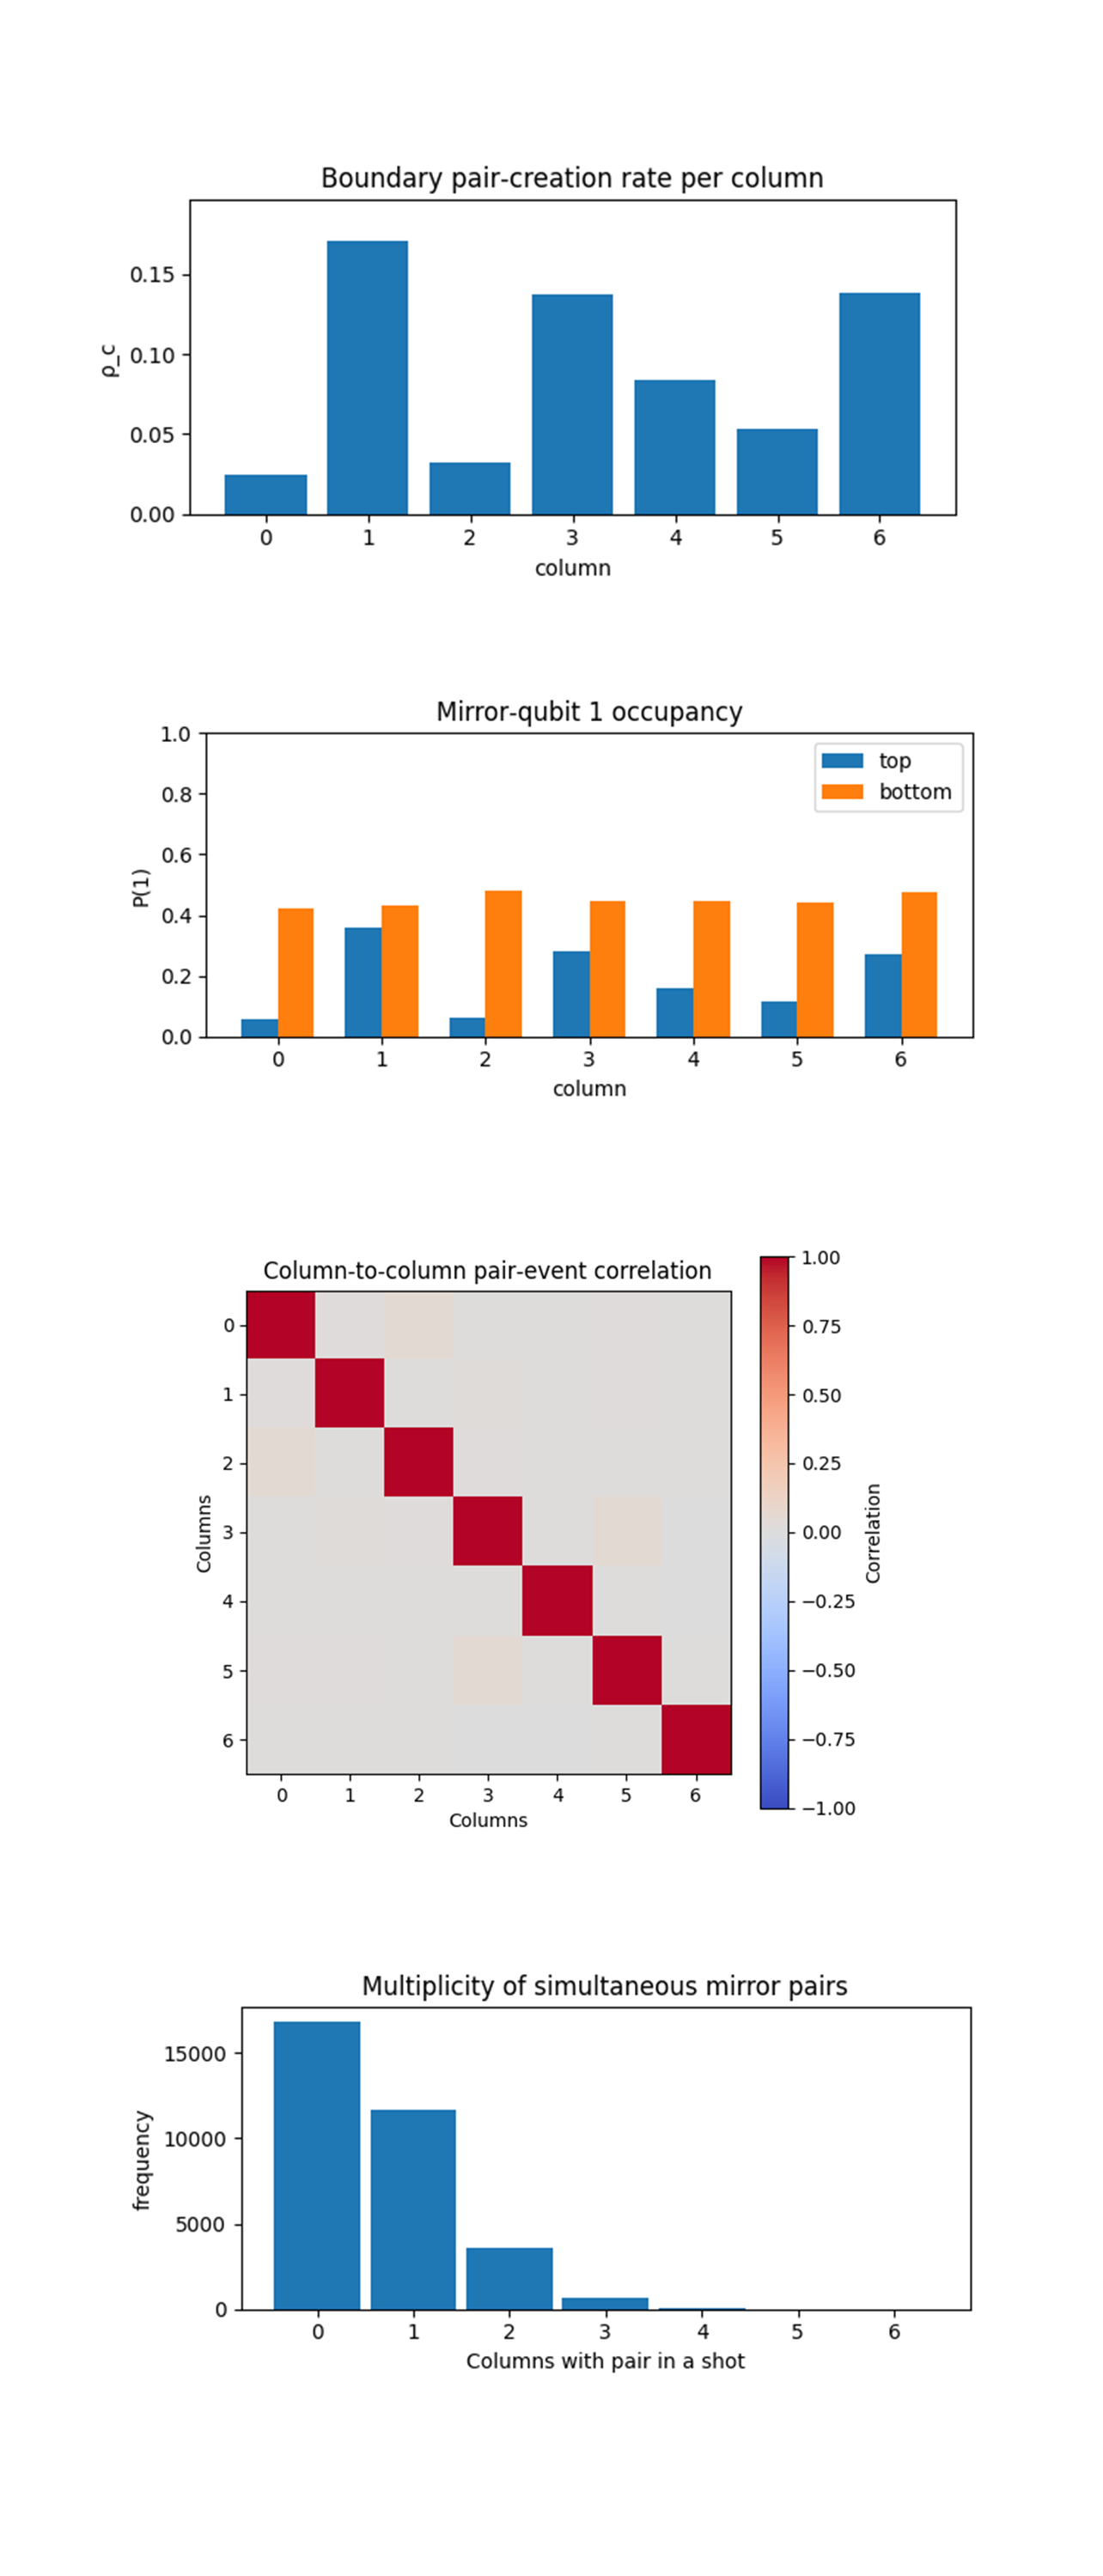 Boundary pair-creation rate per column
ρ_c
0.15
0.10
0.05
0.00
0 1 2 3 4 5 6
column
Mirror-qubit 1 occupancy
P(1)
1.0
0.8
0.6
0.4
0.2
0.0
top
bottom
0 1 2 3 4 5 6
column
Column-to-column pair-event correlation
Columns
0
1
2
3
4
5
6
0 1 2 3 4 5 6
Columns
1.00
0.75
0.50
0.25
0.00
−0.25
−0.50
−0.75
−1.00
Correlation
Multiplicity of simultaneous mirror pairs
frequency
15000
10000
5000
0
0 1 2 3 4 5 6
Columns with pair in a shot